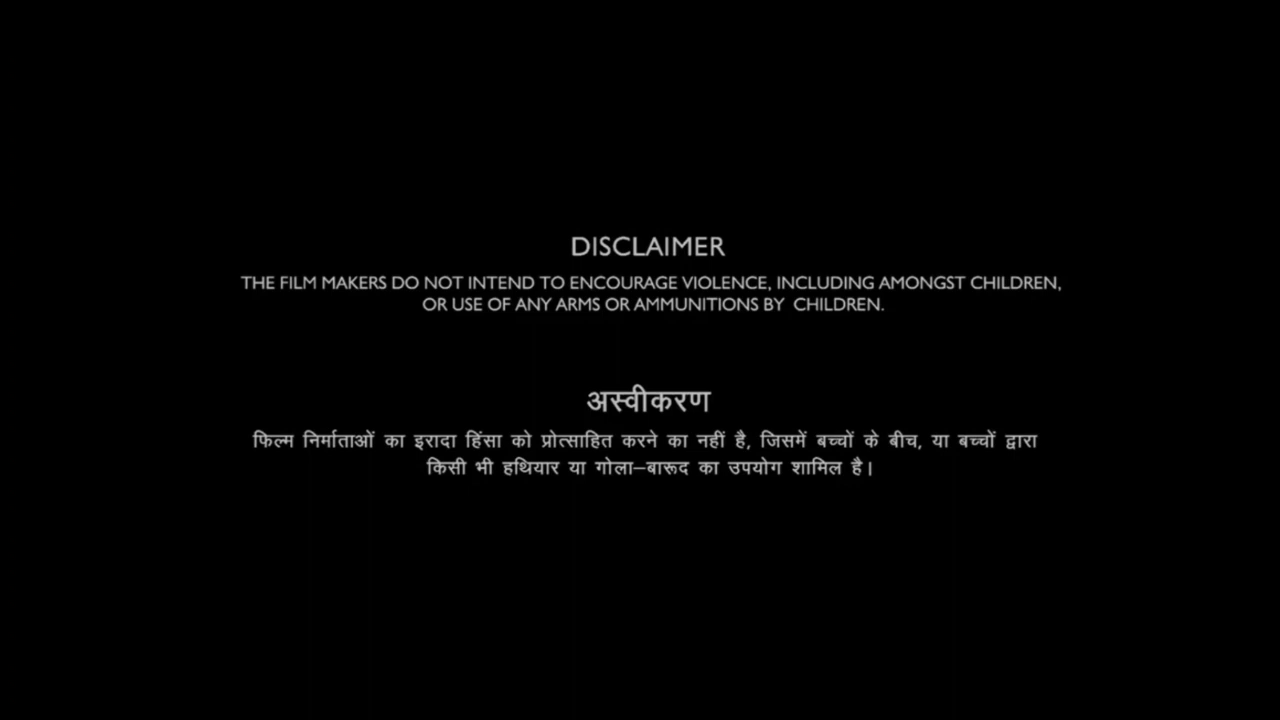 DISCLAIMER
THE FILM MAKERS DO NOT INTEND TO ENCOURAGE VIOLENCE, INCLUDING AMONGST CHILDREN,
OR USE OF ANY ARMS OR AMMUNITIONS BY CHILDREN.
अस्वीकरण
फिल्म निर्माताओं का इरादा हिंसा को प्रोत्साहित करने का नहीं है, जिसमें बच्चों के बीच, या बच्चों द्वारा
किसी भी हथियार या गोला–बारूद का उपयोग शामिल है।